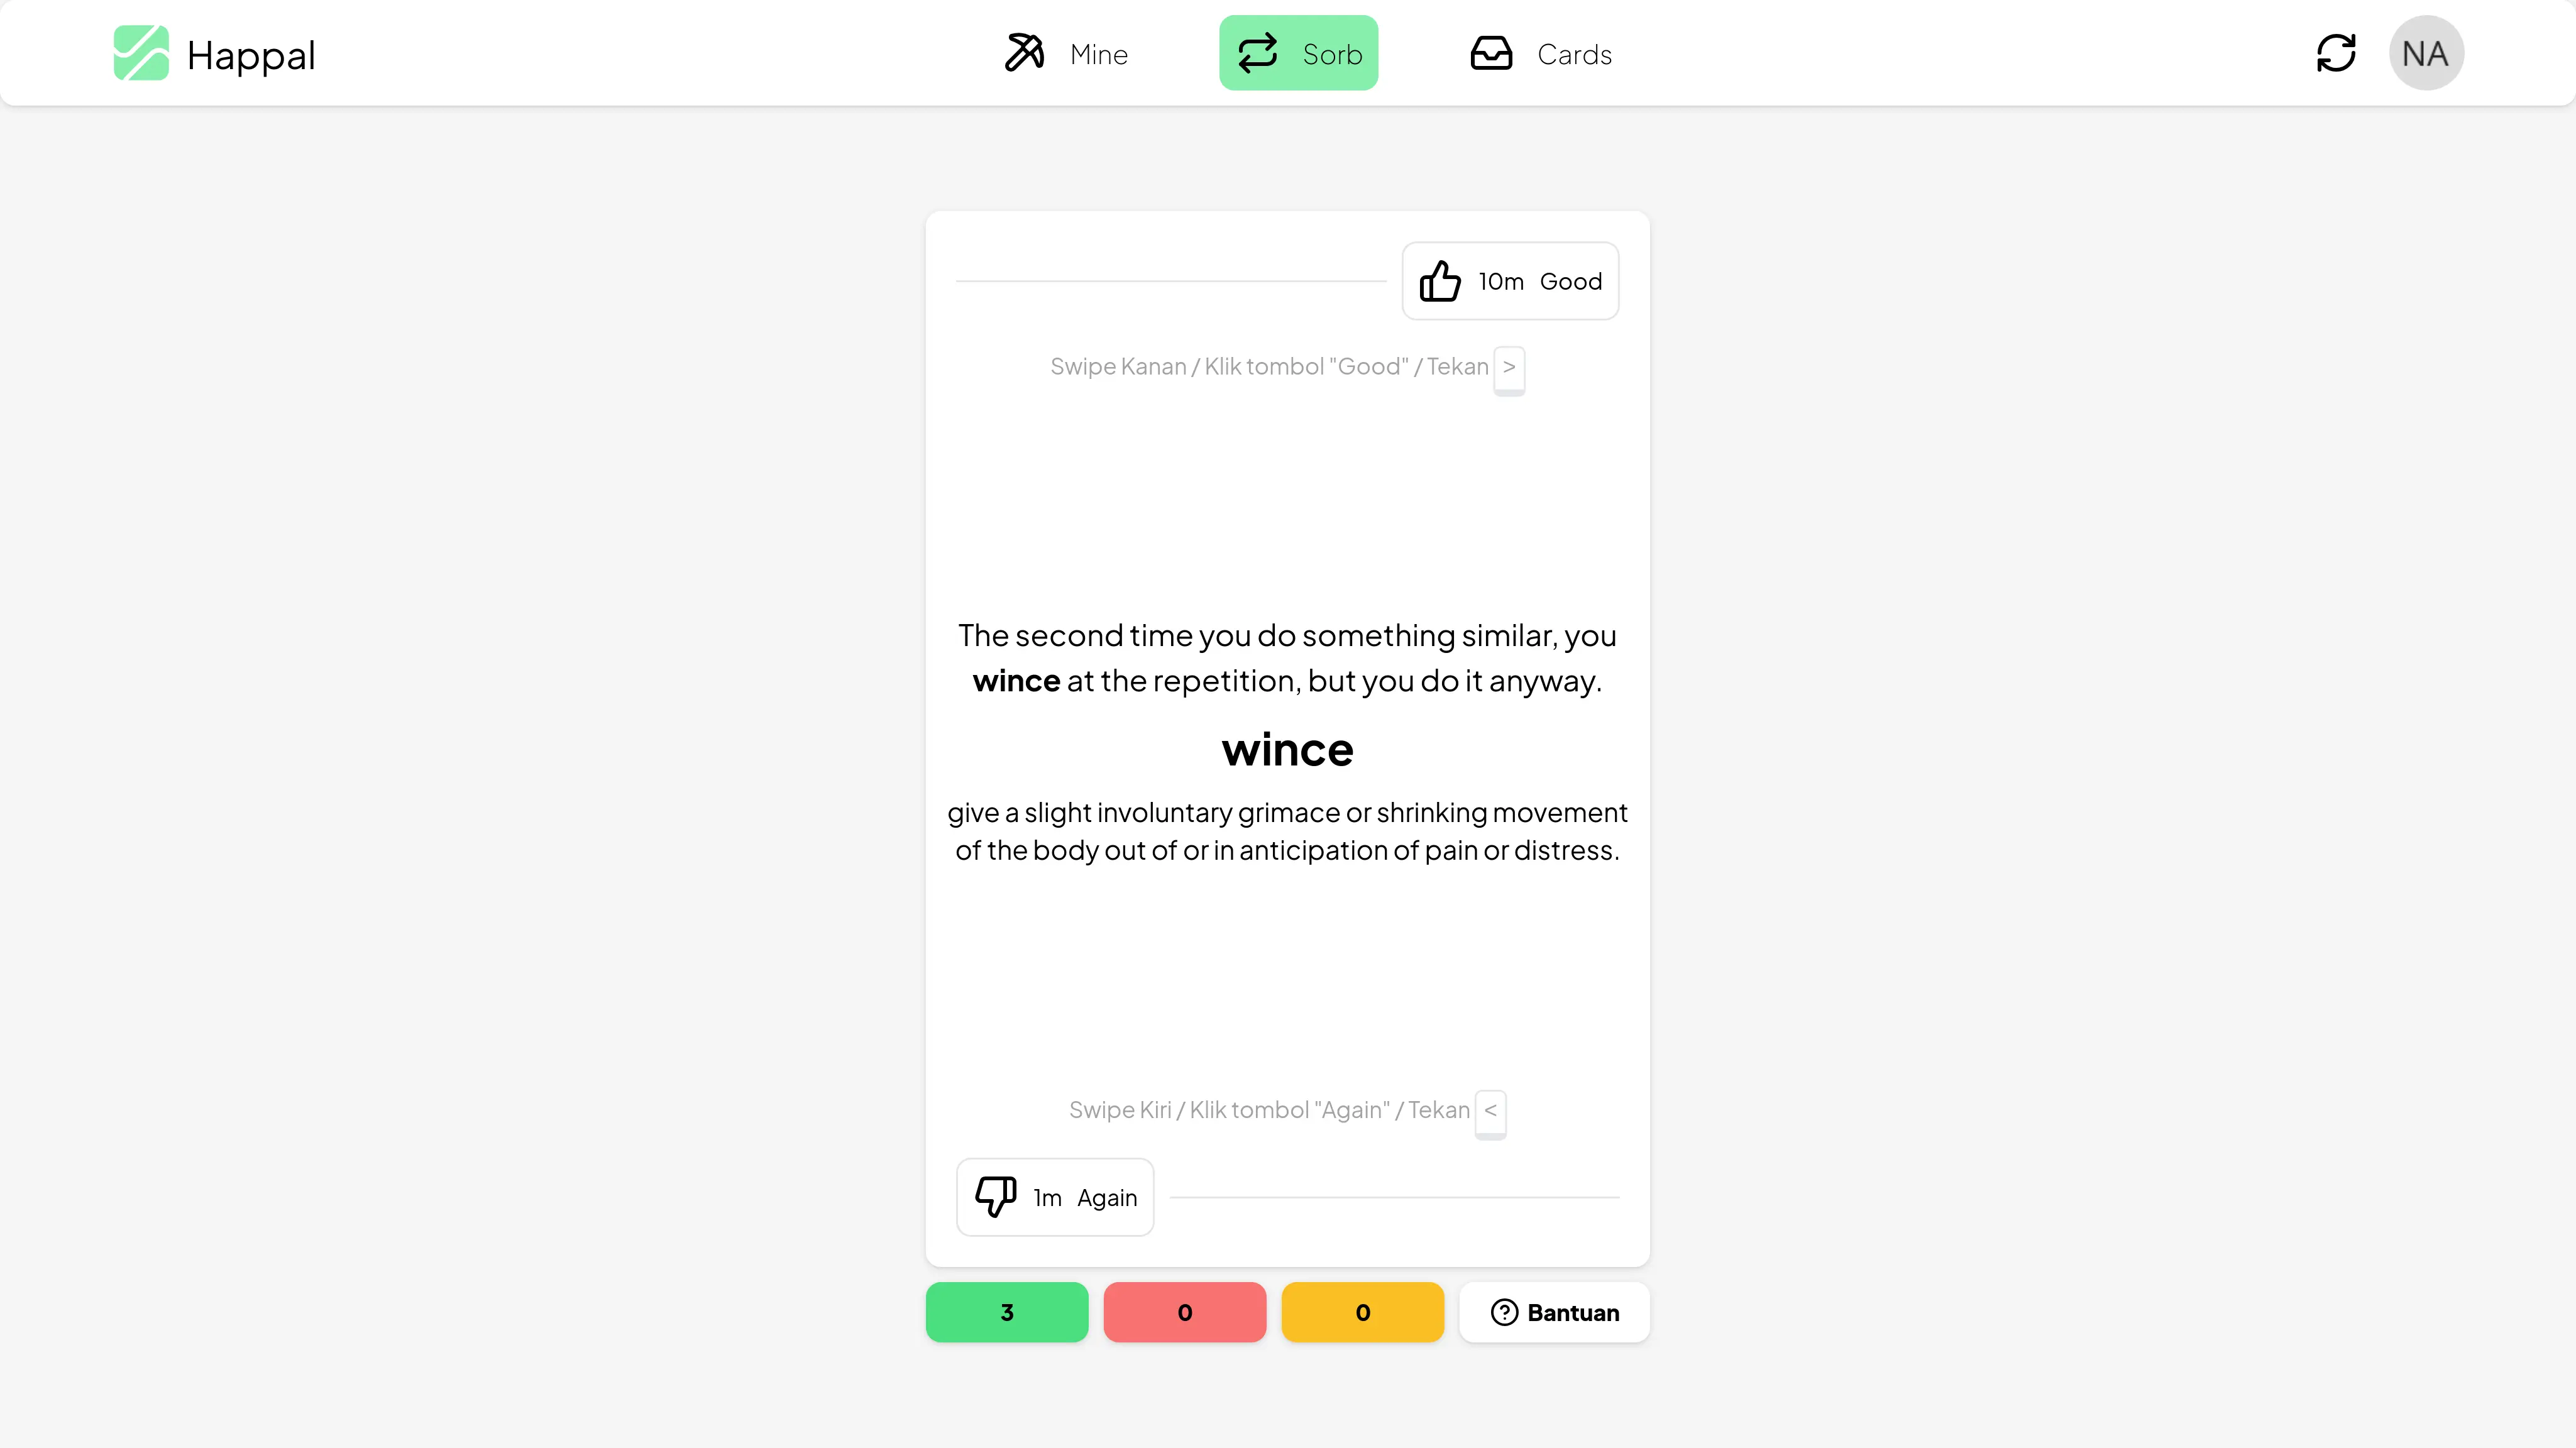 Happal
Mine
Sorb
Cards
NA
10m Good
Swipe Kanan / Klik tombol "Good" / Tekan >
The second time you do something similar, you
wince at the repetition, but you do it anyway.
wince
give a slight involuntary grimace or shrinking movement
of the body out of or in anticipation of pain or distress.
Swipe Kiri / Klik tombol "Again" / Tekan <
1m Again
3
0
0
Bantuan